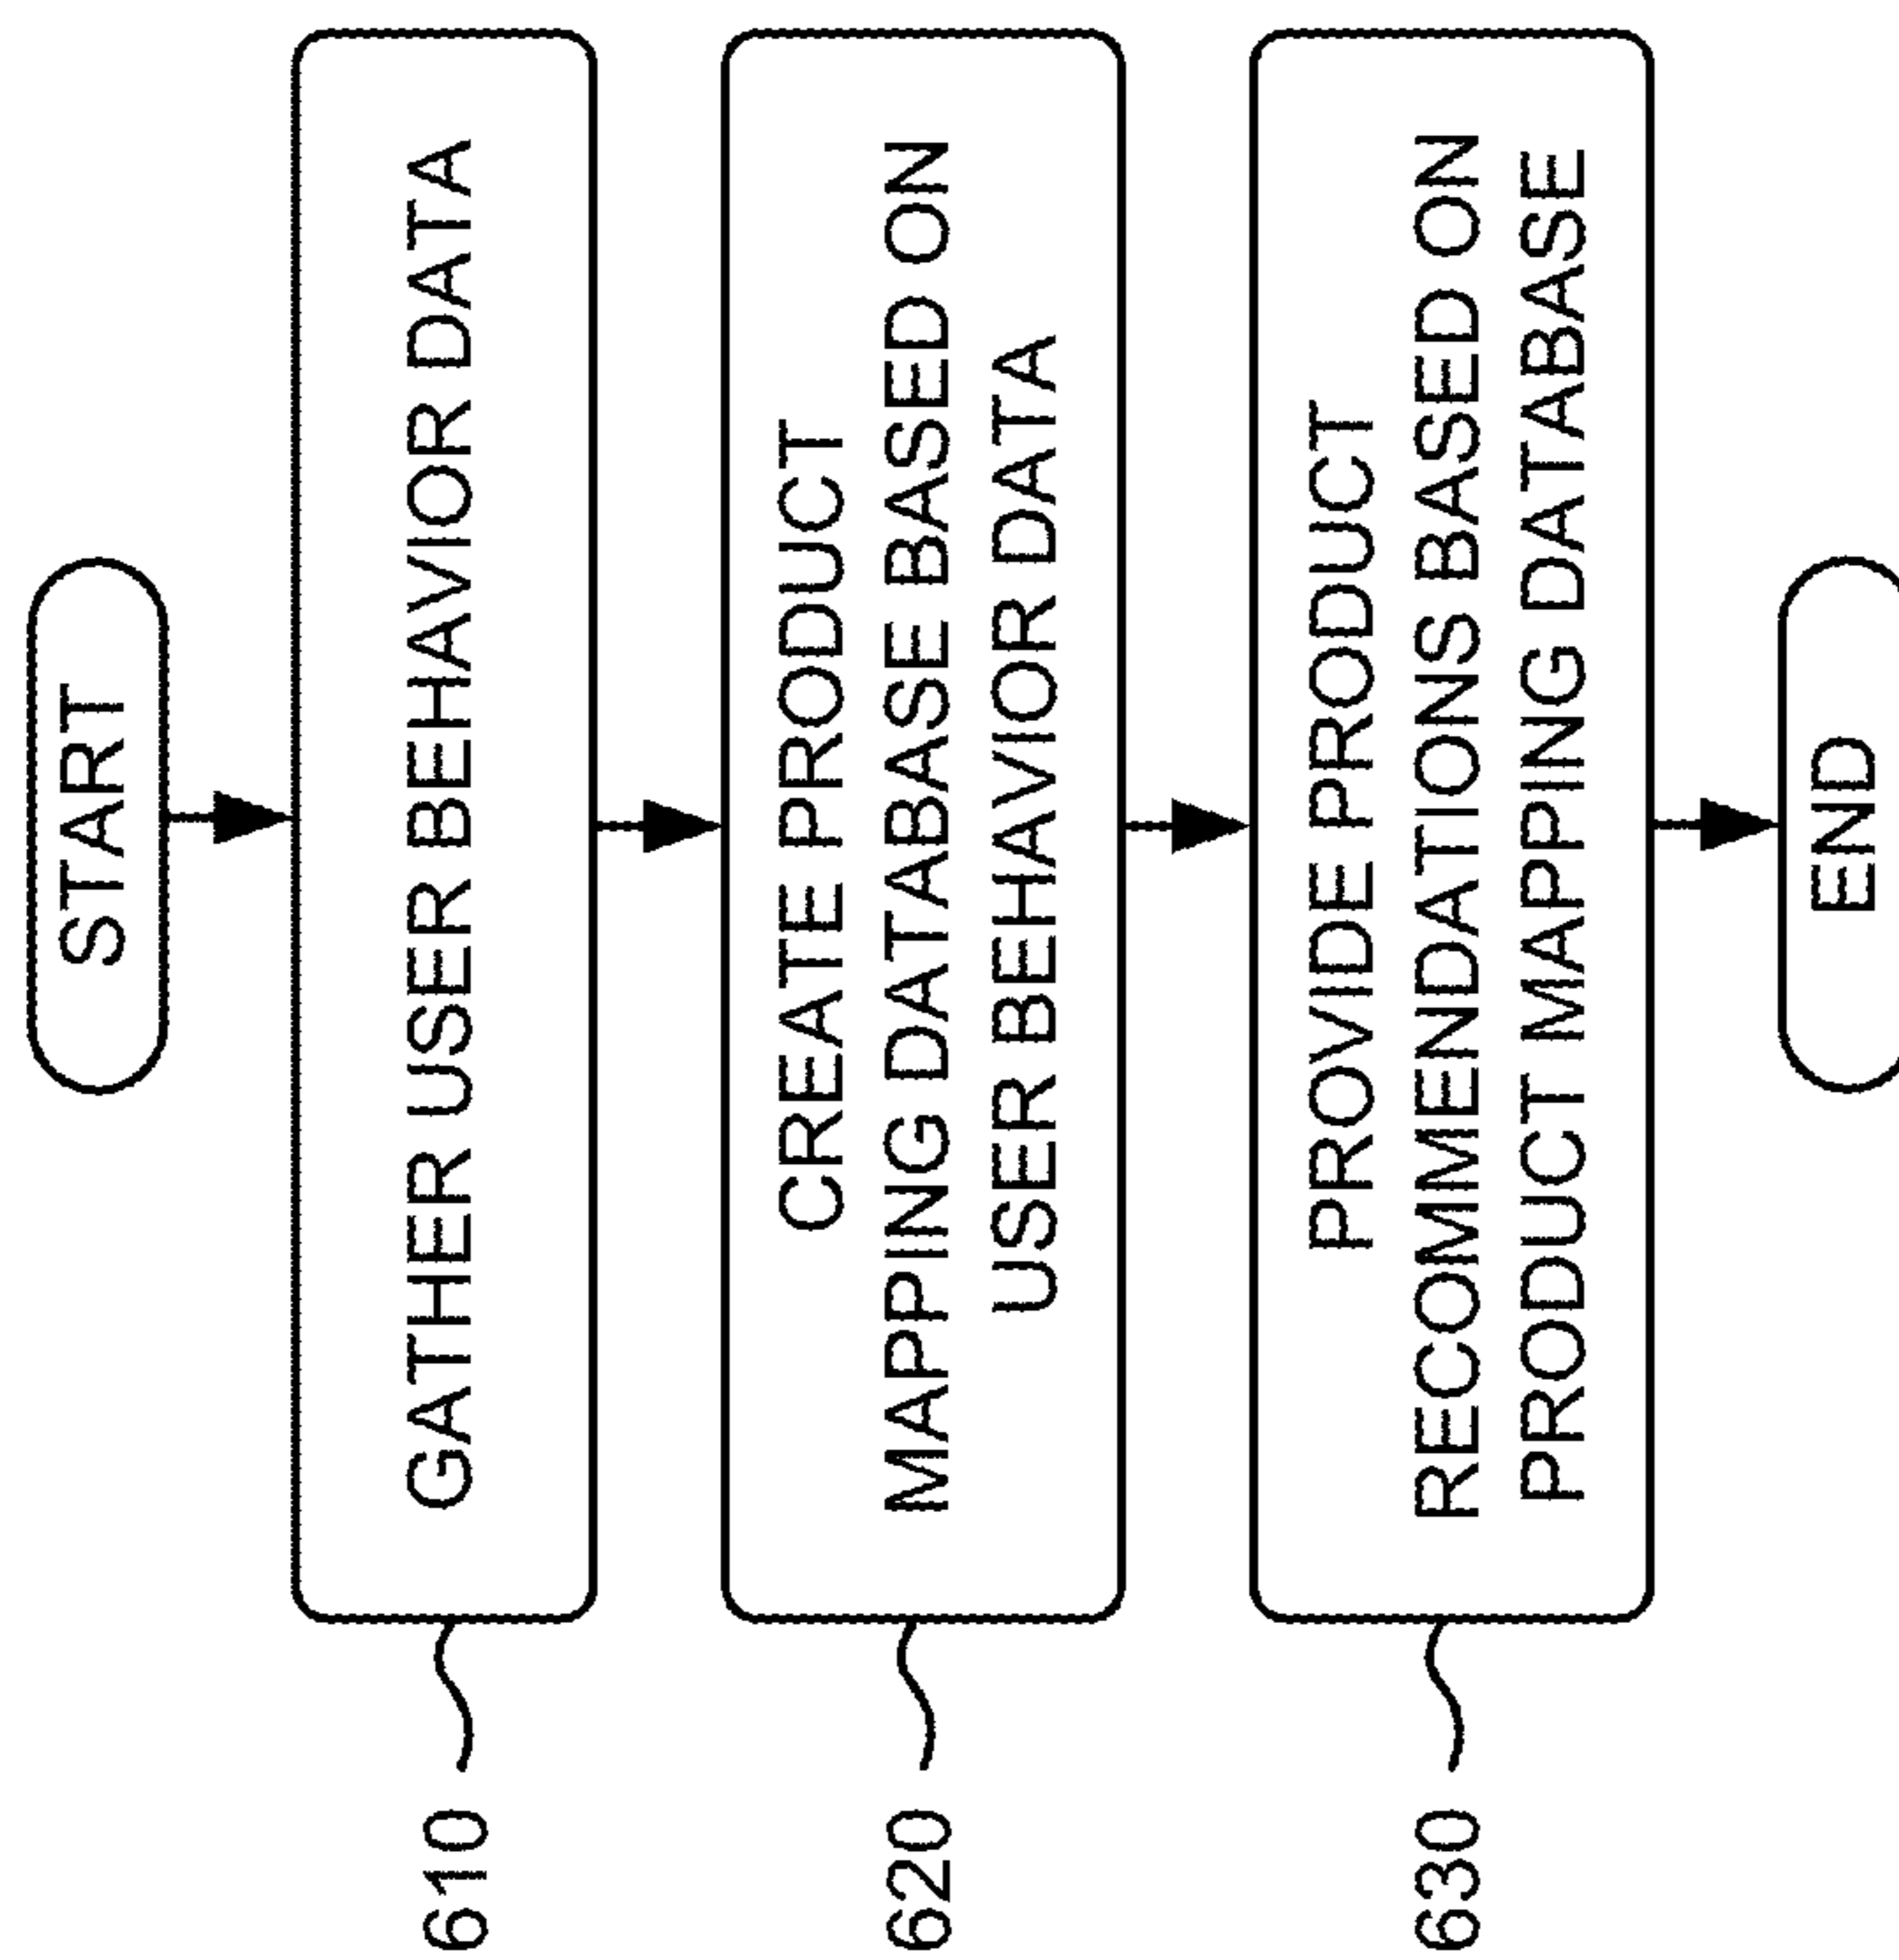 START
610
GATHER USER BEHAVIOR DATA
620
CREATE PRODUCT
MAPPING DATABASE BASED ON
USER BEHAVIOR DATA
630
PROVIDE PRODUCT
RECOMMENDATIONS BASED ON
PRODUCT MAPPING DATABASE
END